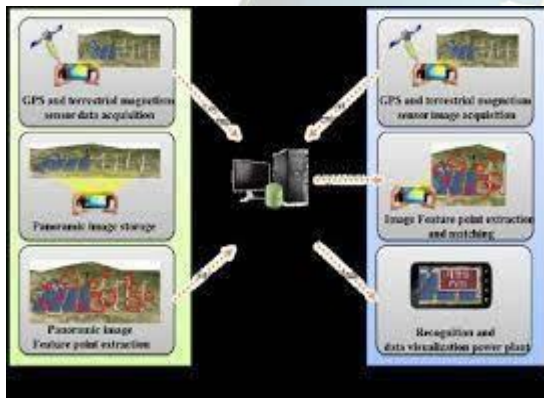 GPS and terrestrial magnetism
sensor data acquisition
Panoramic image storage
Panoramic image
Feature point extraction
GPS and terrestrial magnetism
sensor image acquisition
Image Feature point extraction
and matching
Recognition and
data visualization power plant